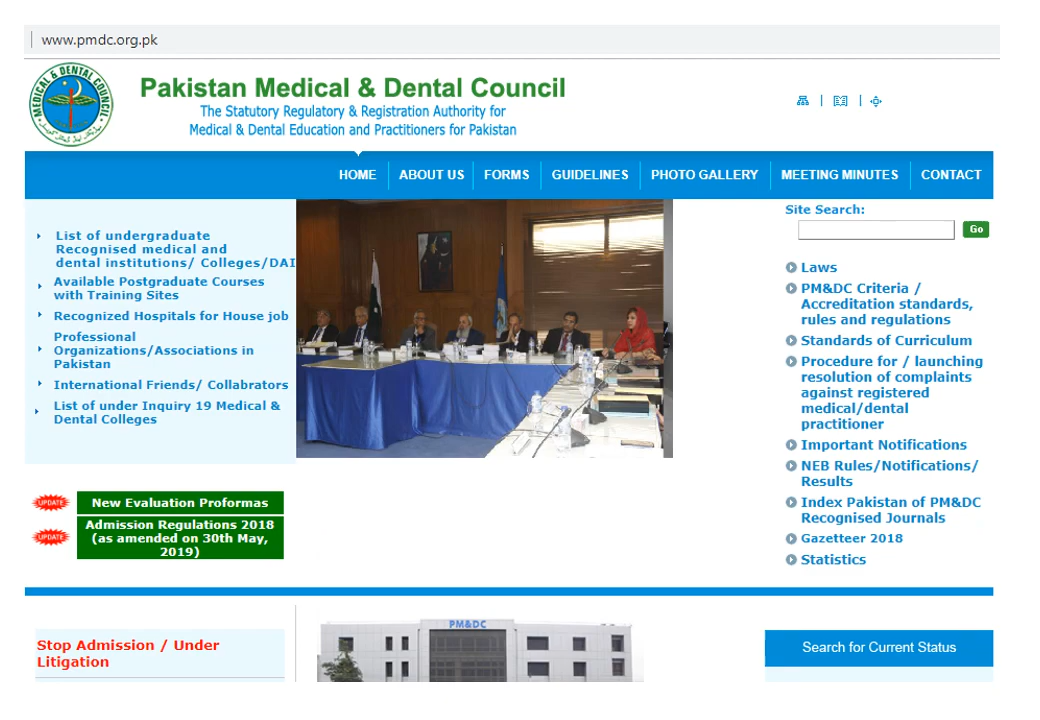 www.pmdc.org.pk
MEDICAL & DENTAL COUNCIL
Pakistan Medical & Dental Council
The Statutory Regulatory & Registration Authority for
Medical & Dental Education and Practitioners for Pakistan
HOME ABOUT US FORMS GUIDELINES PHOTO GALLERY MEETING MINUTES CONTACT
List of undergraduate
Recognised medical and
dental institutions/ Colleges/DAI
Available Postgraduate Courses
with Training Sites
Recognized Hospitals for House job
Professional
Organizations/Associations in
Pakistan
International Friends/ Collabrators
List of under Inquiry 19 Medical &
Dental Colleges
UPDATE New Evaluation Proformas
UPDATE Admission Regulations 2018
(as amended on 30th May,
2019)
Site Search:
Go
Laws
PM&DC Criteria /
Accreditation standards,
rules and regulations
Standards of Curriculum
Procedure for / launching
resolution of complaints
against registered
medical/dental
practitioner
Important Notifications
NEB Rules/Notifications/
Results
Index Pakistan of PM&DC
Recognised Journals
Gazetteer 2018
Statistics
Stop Admission / Under
Litigation
PM&DC
Search for Current Status